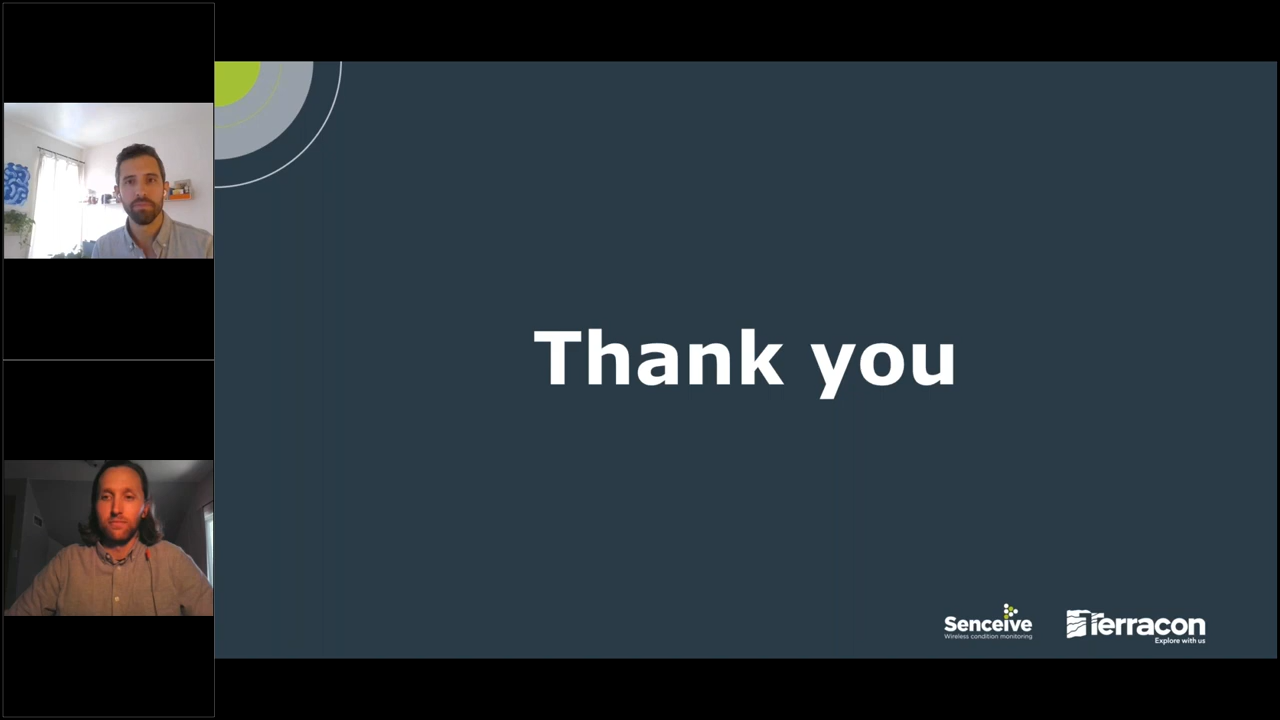 Thank you
Senceive
Wireless condition monitoring
Terracon
Explore with us